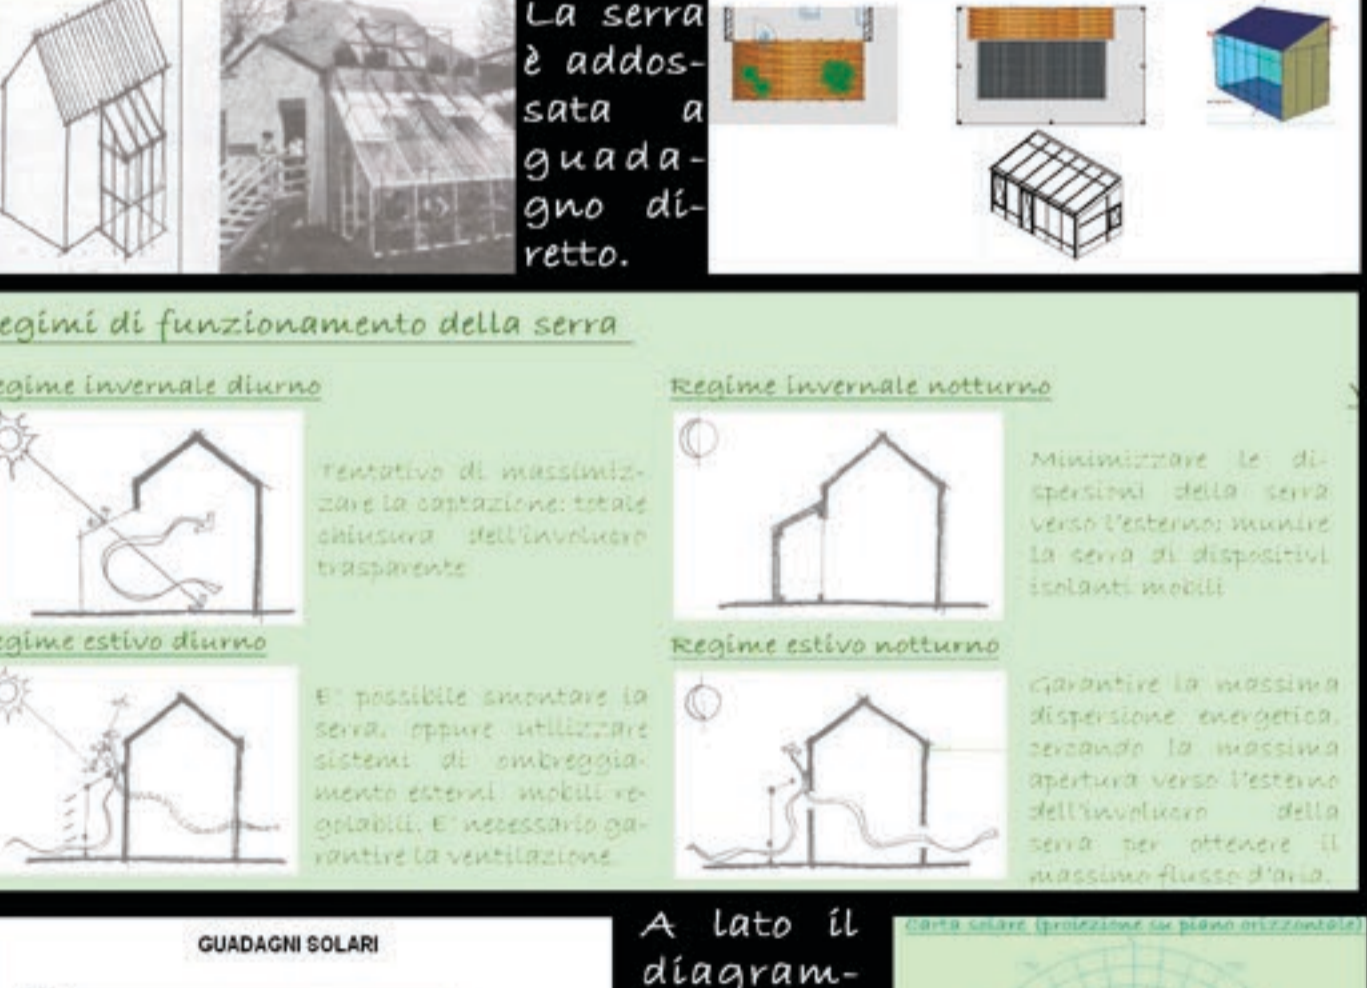 La serra
è addos-
sata a
guada-
gno di-
retto.
egimi di funzionamento della serra
egime invernale diurno
Tentativo di massimiz-
zare la captazione: totale
chiusura dell'involucro
trasparente
Regime invernale notturno
Minimizzare le di-
spersioni della serra
verso l'esterno; munire
la serra di dispositivi
isolanti mobili
egime estivo diurno
E' possibile smontare la
serra, oppure utilizzare
sistemi di ombreggia-
mento esterni mobili re-
golabili. E' necessario ga-
rantire la ventilazione.
Regime estivo notturno
Garantire la massima
dispersione energetica,
cercando la massima
apertura verso l'esterno
dell'involucro della
serra per ottenere il
massimo flusso d'aria.
GUADAGNI SOLARI
A lato il
diagram-
Carta solare (proiezione su piano orizzontale)